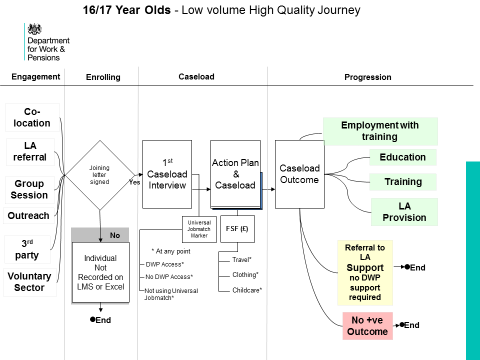 16/17 Year Olds - Low volume High Quality Journey
Department
for Work &
Pensions
Engagement
Enrolling
Caseload
Progression
Co-
location
LA
referral
Group
Session
Outreach
3rd
party
Voluntary
Sector
Joining
letter
signed
Yes
No
Individual
Not
Recorded on
LMS or Excel
End
1st
Caseload
Interview
Universal
Jobmatch
Marker
* At any point
DWP Access*
No DWP Access*
Not using Universal
Jobmatch*
Action Plan
& Caseload
FSF (£)
Travel*
Clothing*
Childcare*
Caseload
Outcome
Employment with
training
Education
Training
LA
Provision
Referral to
LA
Support
no DWP
support
required
End
No +ve
Outcome
End